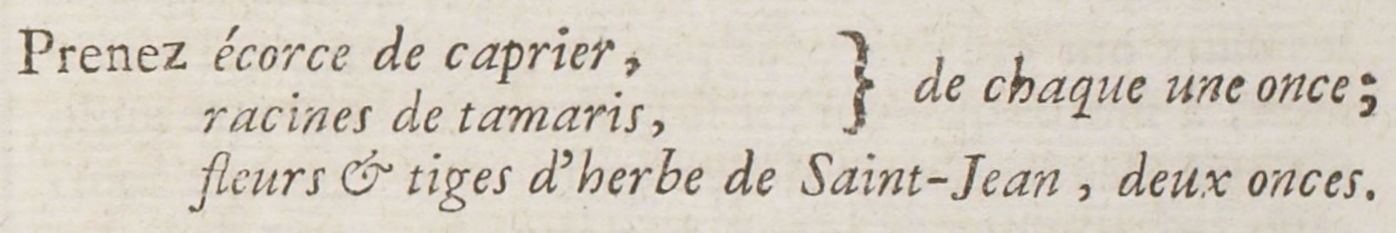 Prenez écorce de caprier,
racines de tamaris, } de chaque une once;
fleurs & tiges d'herbe de Saint-Jean, deux onces.